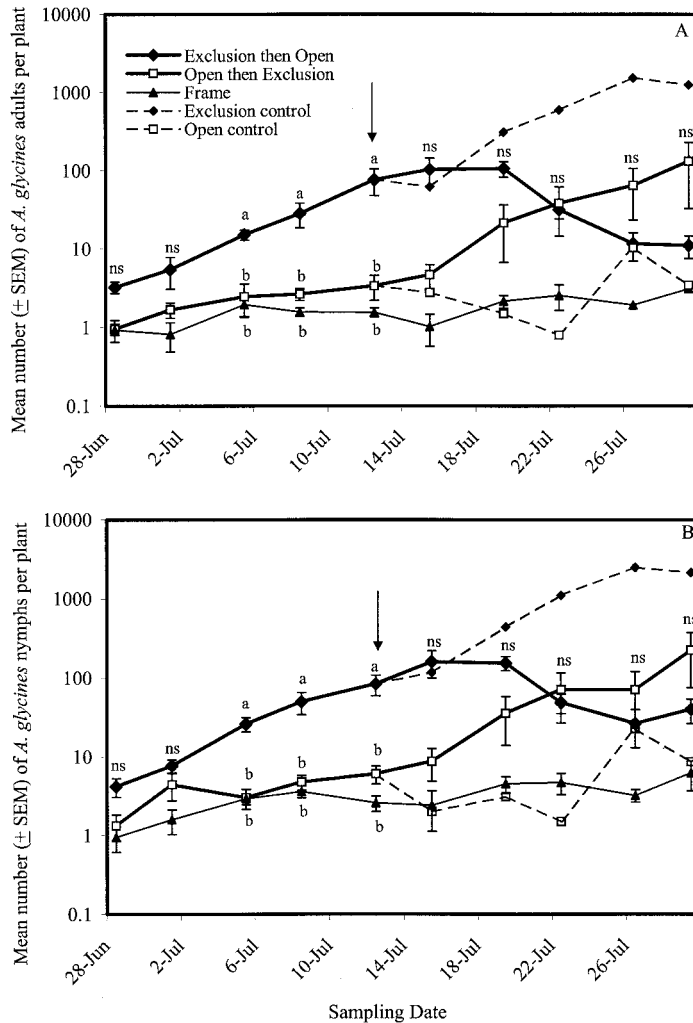 Mean number (± SEM) of A. glycines adults per plant
10000
1000
100
10
1
0.1
A
Exclusion then Open
Open then Exclusion
Frame
Exclusion control
Open control
ns
ns
a
a
a
ns
ns
ns
ns
ns
b
b
b
b
b
b
28-Jun
2-Jul
6-Jul
10-Jul
14-Jul
18-Jul
22-Jul
26-Jul
Mean number (± SEM) of A. glycines nymphs per plant
10000
1000
100
10
1
0.1
B
ns
ns
a
a
a
ns
ns
ns
ns
ns
b
b
b
b
b
b
28-Jun
2-Jul
6-Jul
10-Jul
14-Jul
18-Jul
22-Jul
26-Jul
Sampling Date